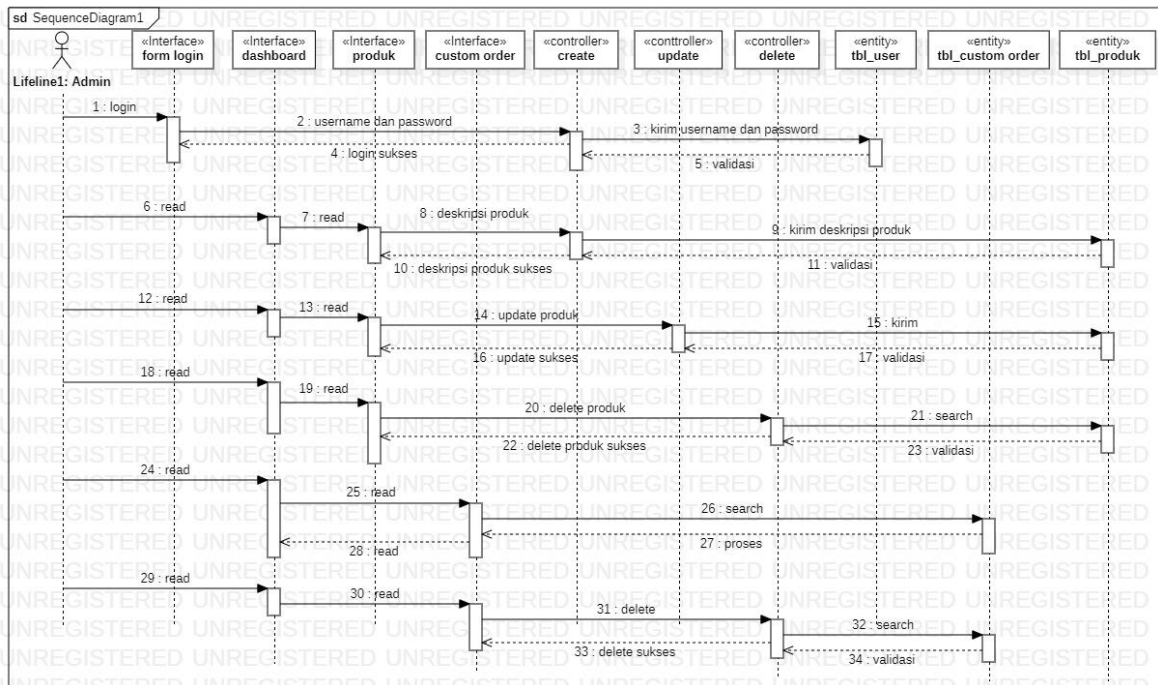 sd SequenceDiagram1
Lifeline1: Admin
«Interface»
form login
«Interface»
dashboard
«Interface»
produk
«Interface»
custom order
«controller»
create
«conttroller»
update
«controller»
delete
«entity»
tbl_user
«entity»
tbl_custom order
«entity»
tbl_produk
1 : login
2 : username dan password
3 : kirim username dan password
4 : login sukses
5 : validasi
6 : read
7 : read
8 : deskripsi produk
9 : kirim deskripsi produk
10 : deskripsi produk sukses
11 : validasi
12 : read
13 : read
14 : update produk
15 : kirim
16 : update sukses
17 : validasi
18 : read
19 : read
20 : delete produk
21 : search
22 : delete produk sukses
23 : validasi
24 : read
25 : read
26 : search
27 : proses
28 : read
29 : read
30 : read
31 : delete
32 : search
33 : delete sukses
34 : validasi
UNREGISTERED